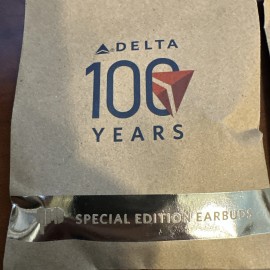 DELTA
100
YEARS
SPECIAL EDITION EARBUDS